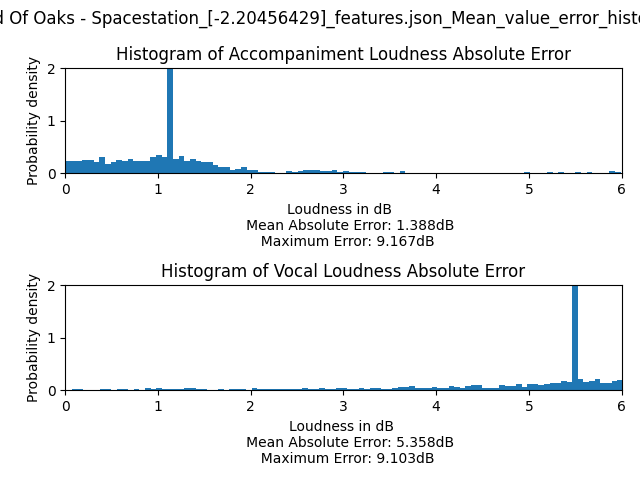 d Of Oaks - Spacestation_[-2.20456429]_features.json_Mean_value_error_histo
Histogram of Accompaniment Loudness Absolute Error
Probability density
2
1
0
0 1 2 3 4 5 6
Loudness in dB
Mean Absolute Error: 1.388dB
Maximum Error: 9.167dB
Histogram of Vocal Loudness Absolute Error
Probability density
2
1
0
0 1 2 3 4 5 6
Loudness in dB
Mean Absolute Error: 5.358dB
Maximum Error: 9.103dB